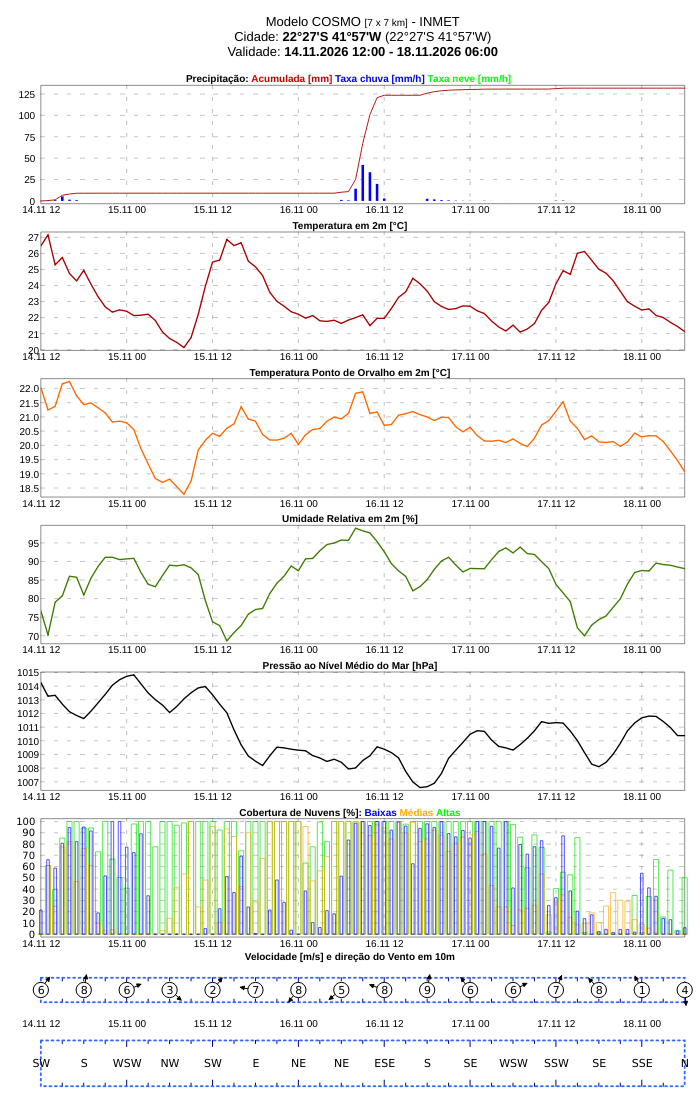 Modelo COSMO [7 x 7 km] - INMET
Cidade: 22°27'S 41°57'W (22°27'S 41°57'W)
Validade: 14.11.2026 12:00 - 18.11.2026 06:00
Precipitação: Acumulada [mm] Taxa chuva [mm/h] Taxa neve [mm/h]
125
100
75
50
25
0
14.11 12 15.11 00 15.11 12 16.11 00 16.11 12 17.11 00 17.11 12 18.11 00
Temperatura em 2m [°C]
27
26
25
24
23
22
21
20
14.11 12 15.11 00 15.11 12 16.11 00 16.11 12 17.11 00 17.11 12 18.11 00
Temperatura Ponto de Orvalho em 2m [°C]
22.0
21.5
21.0
20.5
20.0
19.5
19.0
18.5
14.11 12 15.11 00 15.11 12 16.11 00 16.11 12 17.11 00 17.11 12 18.11 00
Umidade Relativa em 2m [%]
95
90
85
80
75
70
14.11 12 15.11 00 15.11 12 16.11 00 16.11 12 17.11 00 17.11 12 18.11 00
Pressão ao Nível Médio do Mar [hPa]
1015
1014
1013
1012
1011
1010
1009
1008
1007
14.11 12 15.11 00 15.11 12 16.11 00 16.11 12 17.11 00 17.11 12 18.11 00
Cobertura de Nuvens [%]: Baixas Médias Altas
100
90
80
70
60
50
40
30
20
10
0
14.11 12 15.11 00 15.11 12 16.11 00 16.11 12 17.11 00 17.11 12 18.11 00
Velocidade [m/s] e direção do Vento em 10m
6 8 6 3 2 7 8 5 8 9 6 6 7 8 1 4
14.11 12 15.11 00 15.11 12 16.11 00 16.11 12 17.11 00 17.11 12 18.11 00
SW S WSW NW SW E NE NE ESE S SE WSW SSW SE SSE N